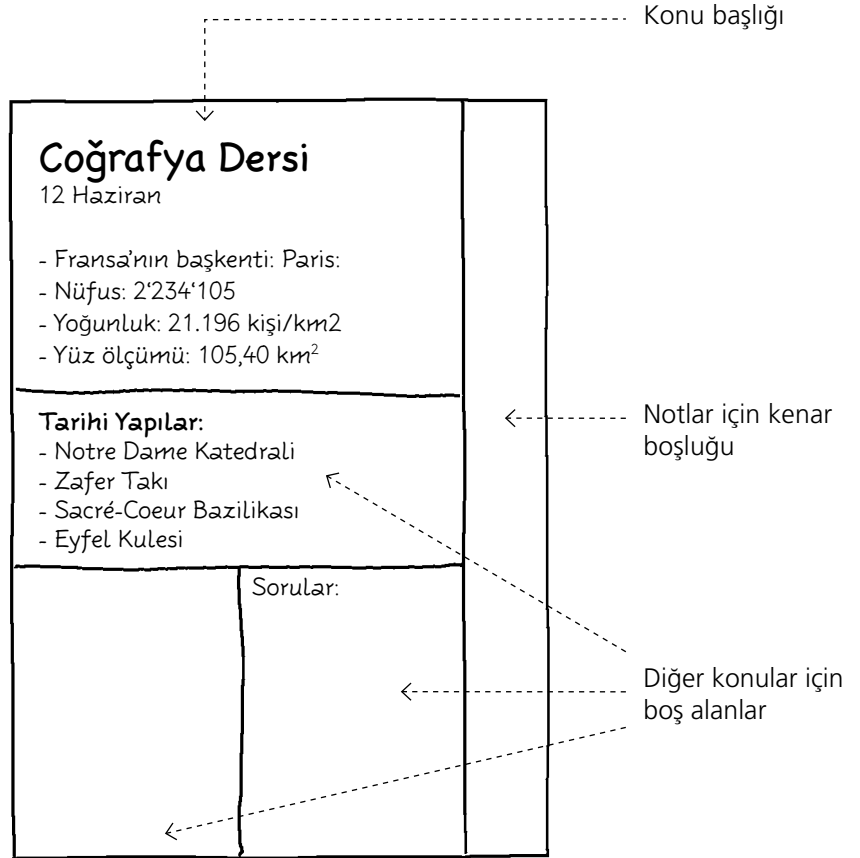 Konu başlığı
Coğrafya Dersi
12 Haziran
- Fransa’nın başkenti: Paris:
- Nüfus: 2‘234‘105
- Yoğunluk: 21.196 kişi/km2
- Yüz ölçümü: 105,40 km²
Tarihi Yapılar:
- Notre Dame Katedrali
- Zafer Takı
- Sacré-Coeur Bazilikası
- Eyfel Kulesi
Notlar için kenar
boşluğu
Sorular:
Diğer konular için
boş alanlar